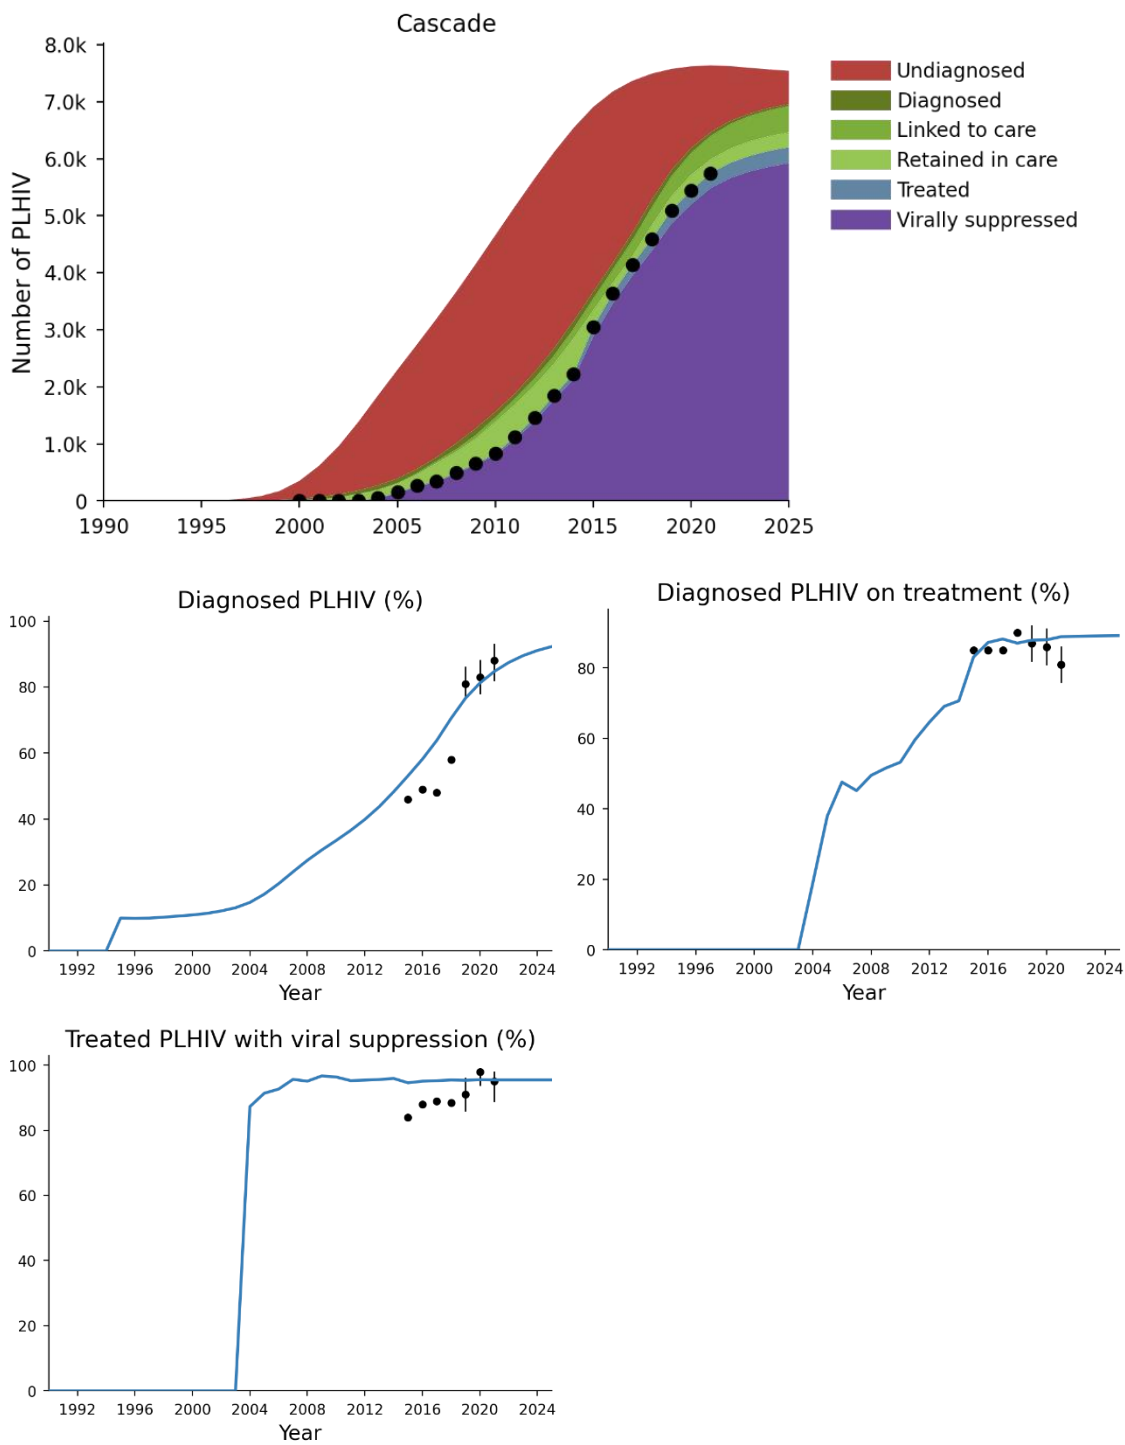 Cascade
Number of PLHIV
8.0k
7.0k
6.0k
5.0k
4.0k
3.0k
2.0k
1.0k
0
1990 1995 2000 2005 2010 2015 2020 2025
Undiagnosed
Diagnosed
Linked to care
Retained in care
Treated
Virally suppressed
Diagnosed PLHIV (%)
100
80
60
40
20
0
1992 1996 2000 2004 2008 2012 2016 2020 2024
Year
Diagnosed PLHIV on treatment (%)
80
60
40
20
0
1992 1996 2000 2004 2008 2012 2016 2020 2024
Year
Treated PLHIV with viral suppression (%)
100
80
60
40
20
0
1992 1996 2000 2004 2008 2012 2016 2020 2024
Year